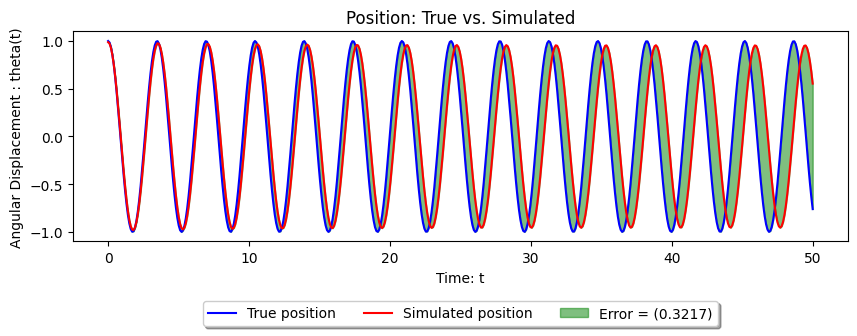 Position: True vs. Simulated
Angular Displacement : theta(t)
1.0
0.5
0.0
−0.5
−1.0
0 10 20 30 40 50
Time: t
True position Simulated position Error = (0.3217)